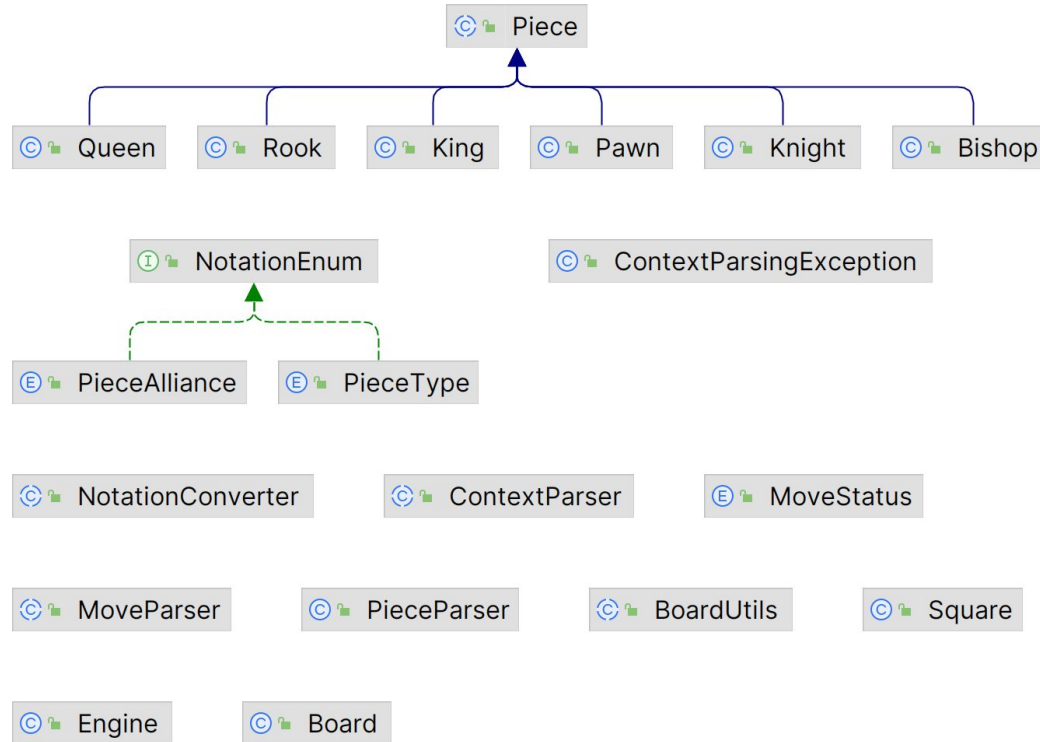 Piece
Queen Rook King Pawn Knight Bishop
NotationEnum ContextParsingException
PieceAlliance PieceType
NotationConverter ContextParser MoveStatus
MoveParser PieceParser BoardUtils Square
Engine Board